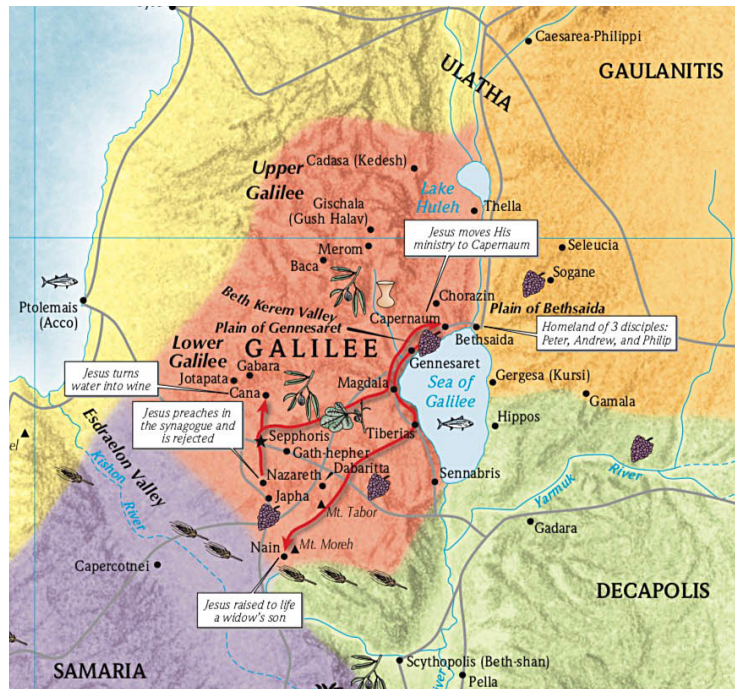 Caesarea-Philippi
ULATHA
GAULANITIS
Upper
Galilee
Cadasa (Kedesh)
Lake
Huleh
Thella
Gischala
(Gush Halav)
Jesus moves His
ministry to Capernaum
Merom
Baca
Seleucia
Sogane
Ptolemais
(Acco)
Beth Kerem Valley
Chorazin
Plain of Bethsaida
Capernaum
Plain of Gennesaret
Bethsaida
Homeland of 3 disciples:
Peter, Andrew, and Philip
Lower
Galilee
GALILEE
Gennesaret
Jesus turns
water into wine
Gabara
Jotapata
Cana
Magdala
Sea of
Galilee
Gergesa (Kursi)
Gamala
Jesus preaches in
the synagogue and
is rejected
Hippos
Tiberias
Sepphoris
Esdraelon Valley
Gath-hepher
Dabaritta
Nazareth
Sennabris
Japha
Mt. Tabor
Kishon
River
Yarmuk
River
Gadara
Nain
Mt. Moreh
Capercotnei
Jesus raised to life
a widow's son
DECAPOLIS
SAMARIA
Scythopolis (Beth-shan)
Pella
River